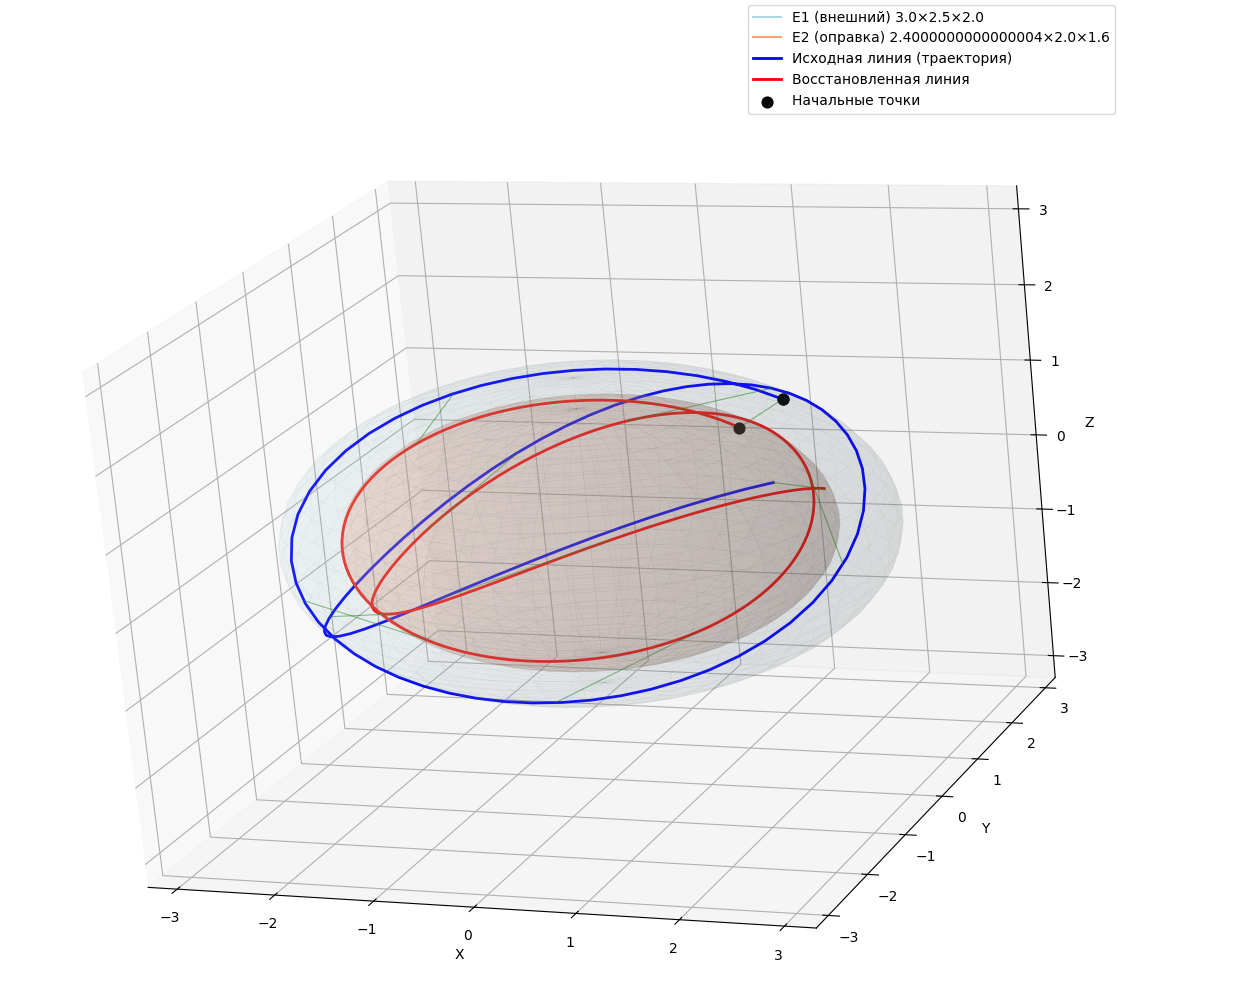 E1 (внешний) 3.0×2.5×2.0
E2 (оправка) 2.4000000000000004×2.0×1.6
Исходная линия (траектория)
Восстановленная линия
Начальные точки
3
2
1
0
Z
−1
−2
−3
3
2
1
0
Y
−1
−2
−3
−3
−2
−1
0
1
2
3
X